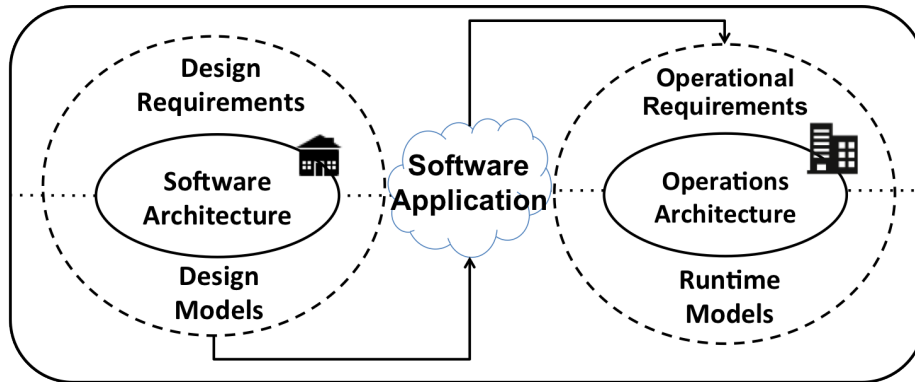 Design
Requirements
Software
Architecture
Design
Models
Software
Application
Operational
Requirements
Operations
Architecture
Runtime
Models